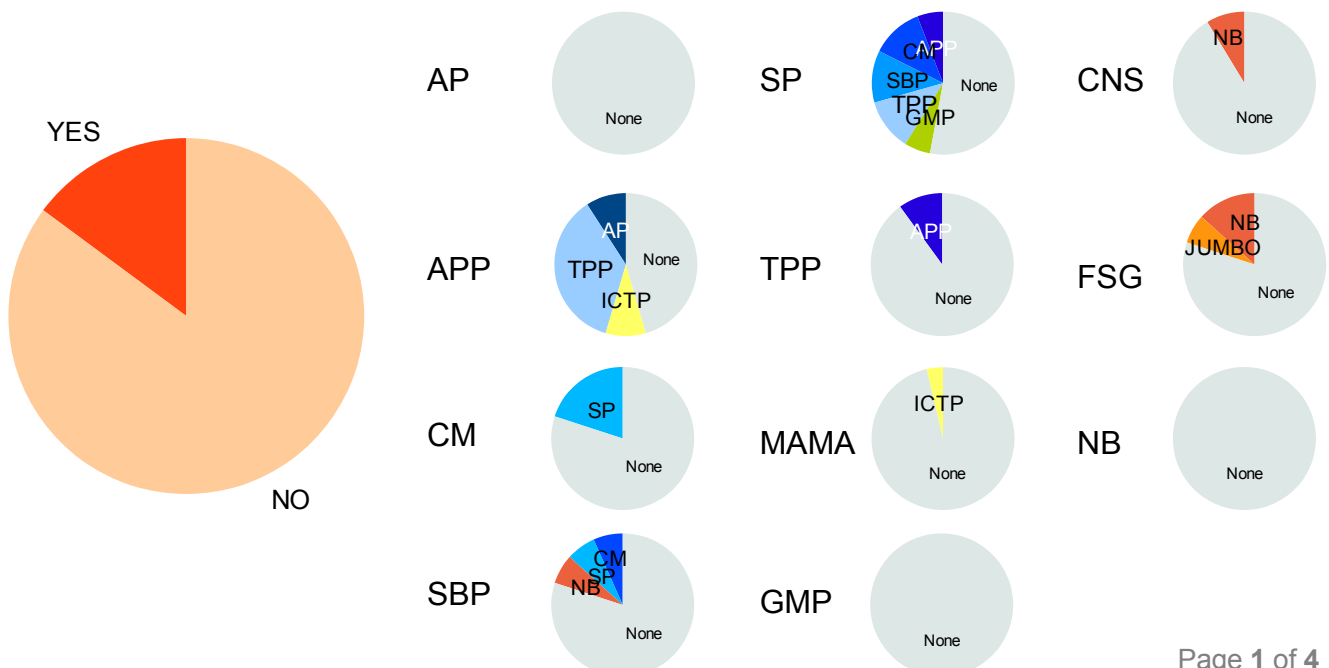 YES
NO
AP
None
SP
APP
CM
SBP
TPP
GMP
None
CNS
NB
None
APP
AP
TPP
ICTP
None
TPP
APP
None
FSG
NB
JUMBO
None
CM
SP
None
MAMA
ICTP
None
NB
None
SBP
CM
SP
NB
None
GMP
None
Page 1 of 4